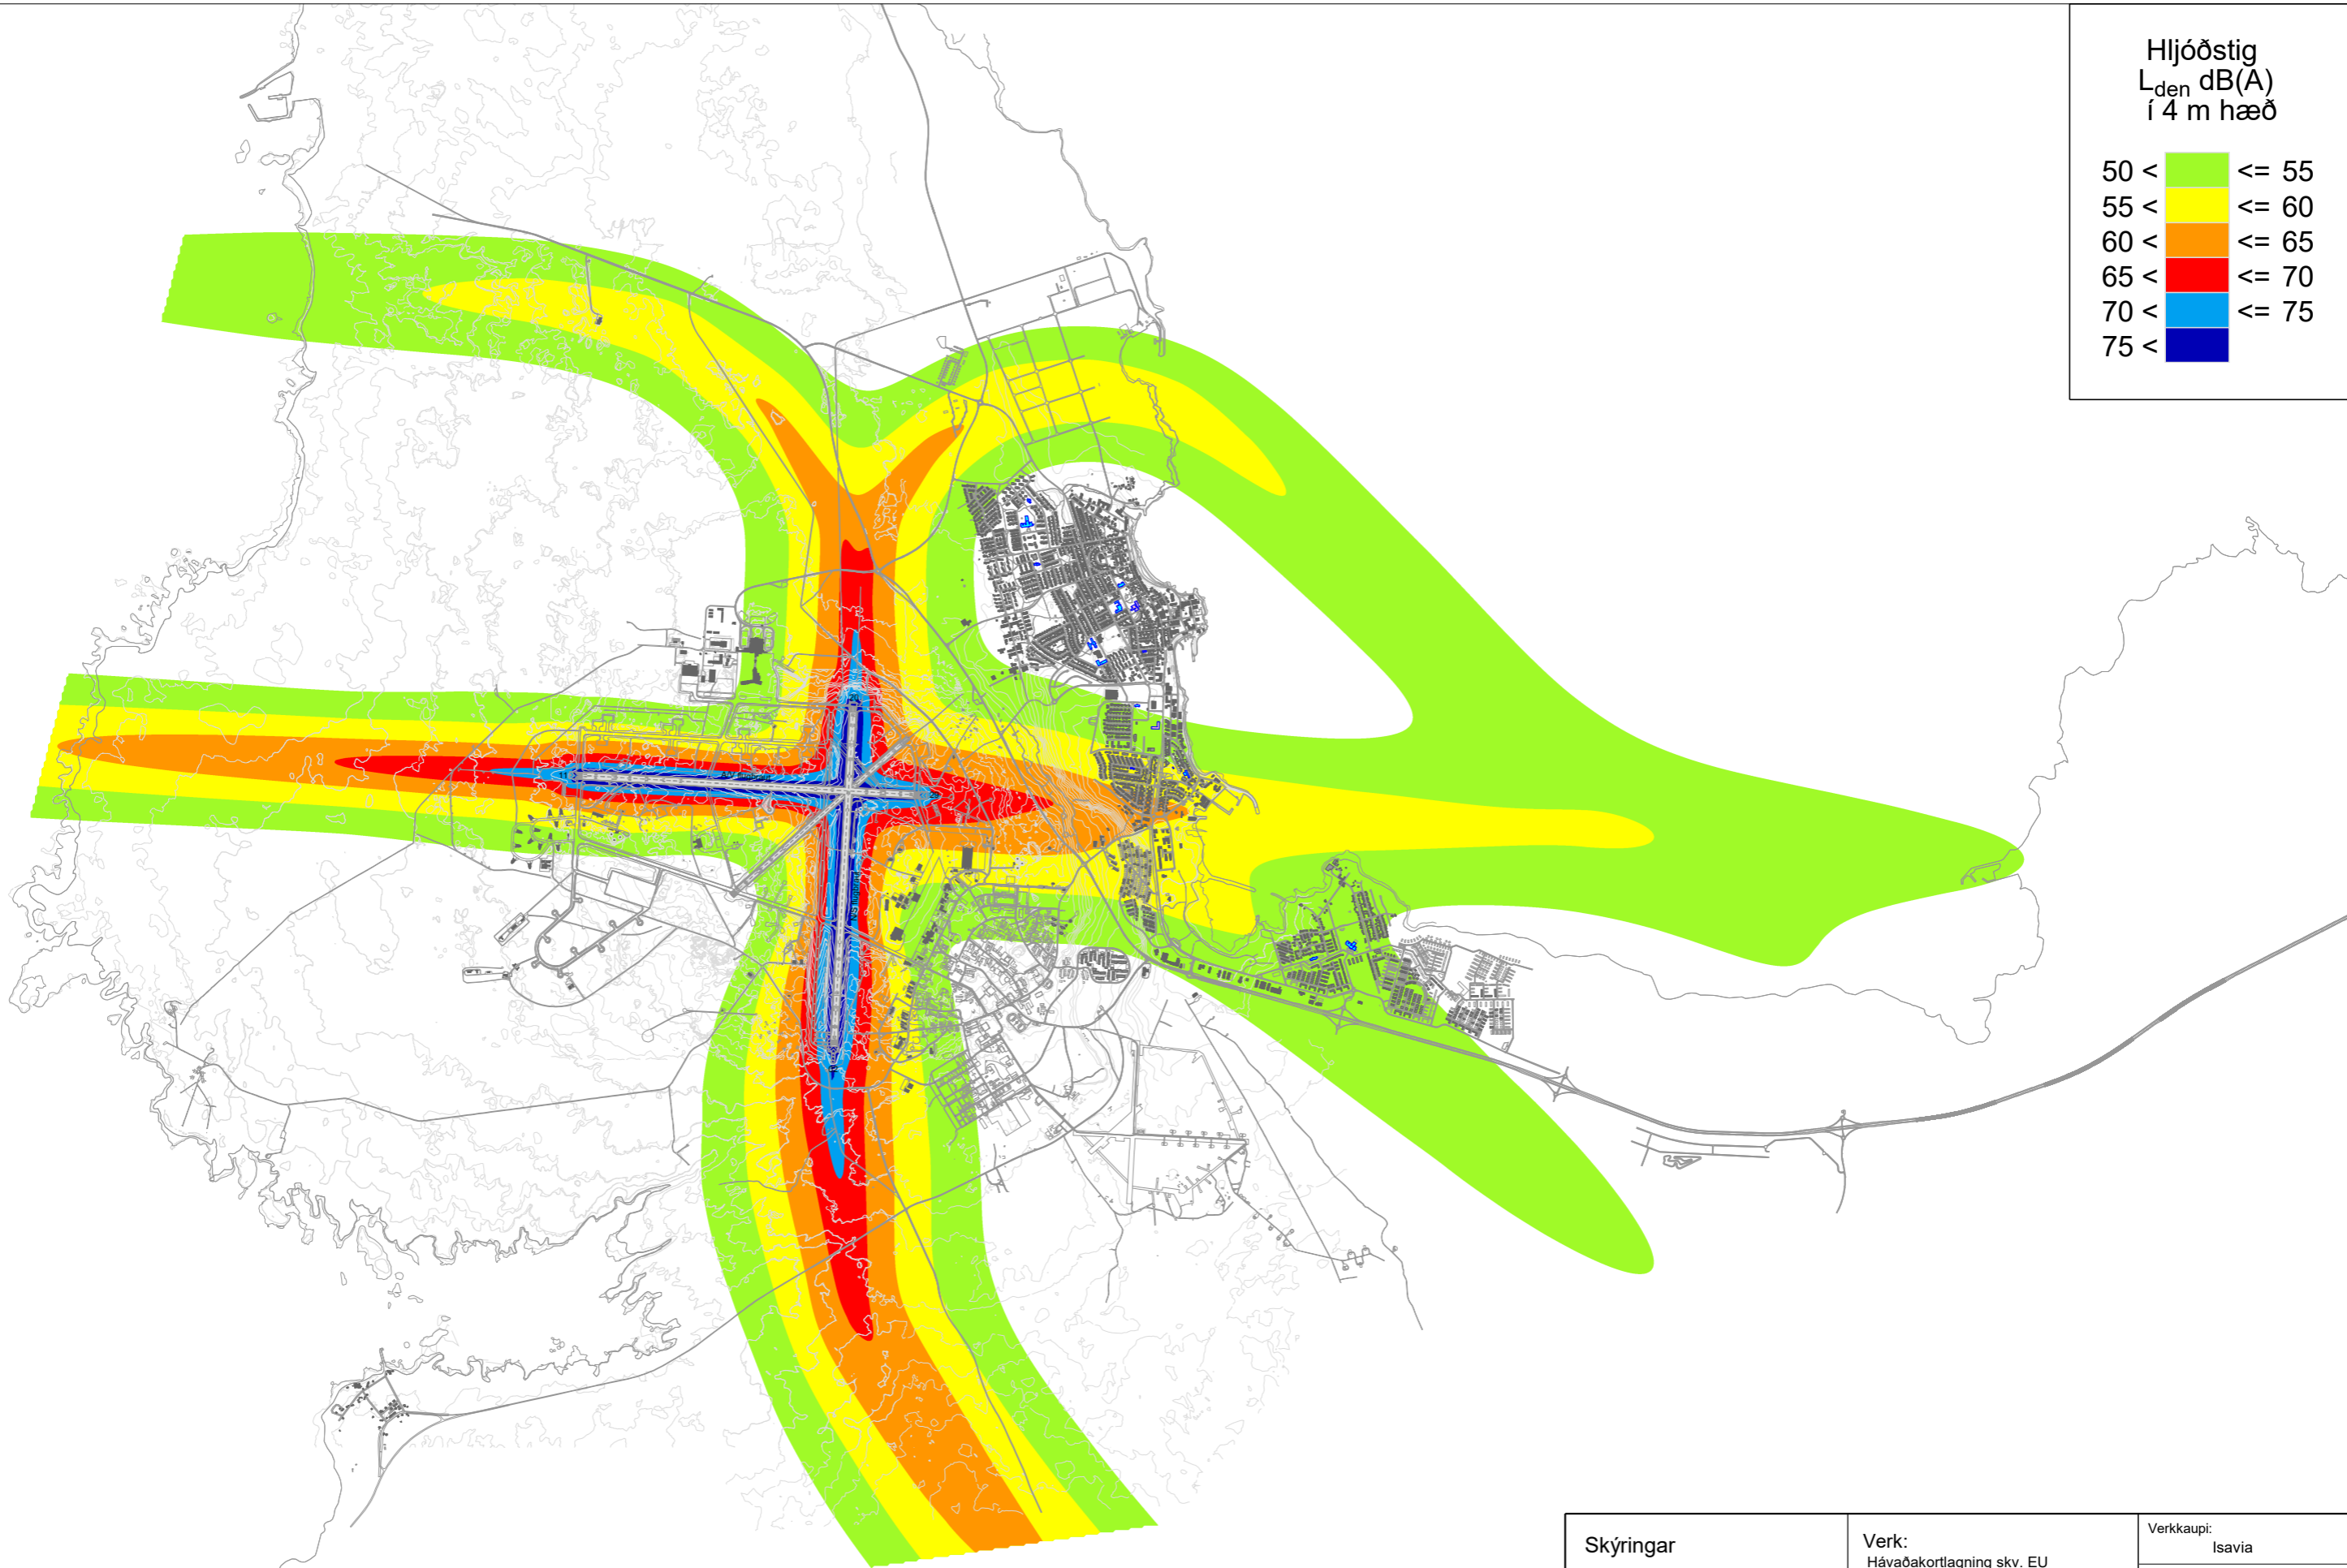 Hljóðstig
Lden dB(A)
í 4 m hæð
50 < <= 55
55 < <= 60
60 < <= 65
65 < <= 70
70 < <= 75
75 <
Skýringar
Verk:
Hávaðakortlagning skv. EU
Verkkaupi:
Isavia